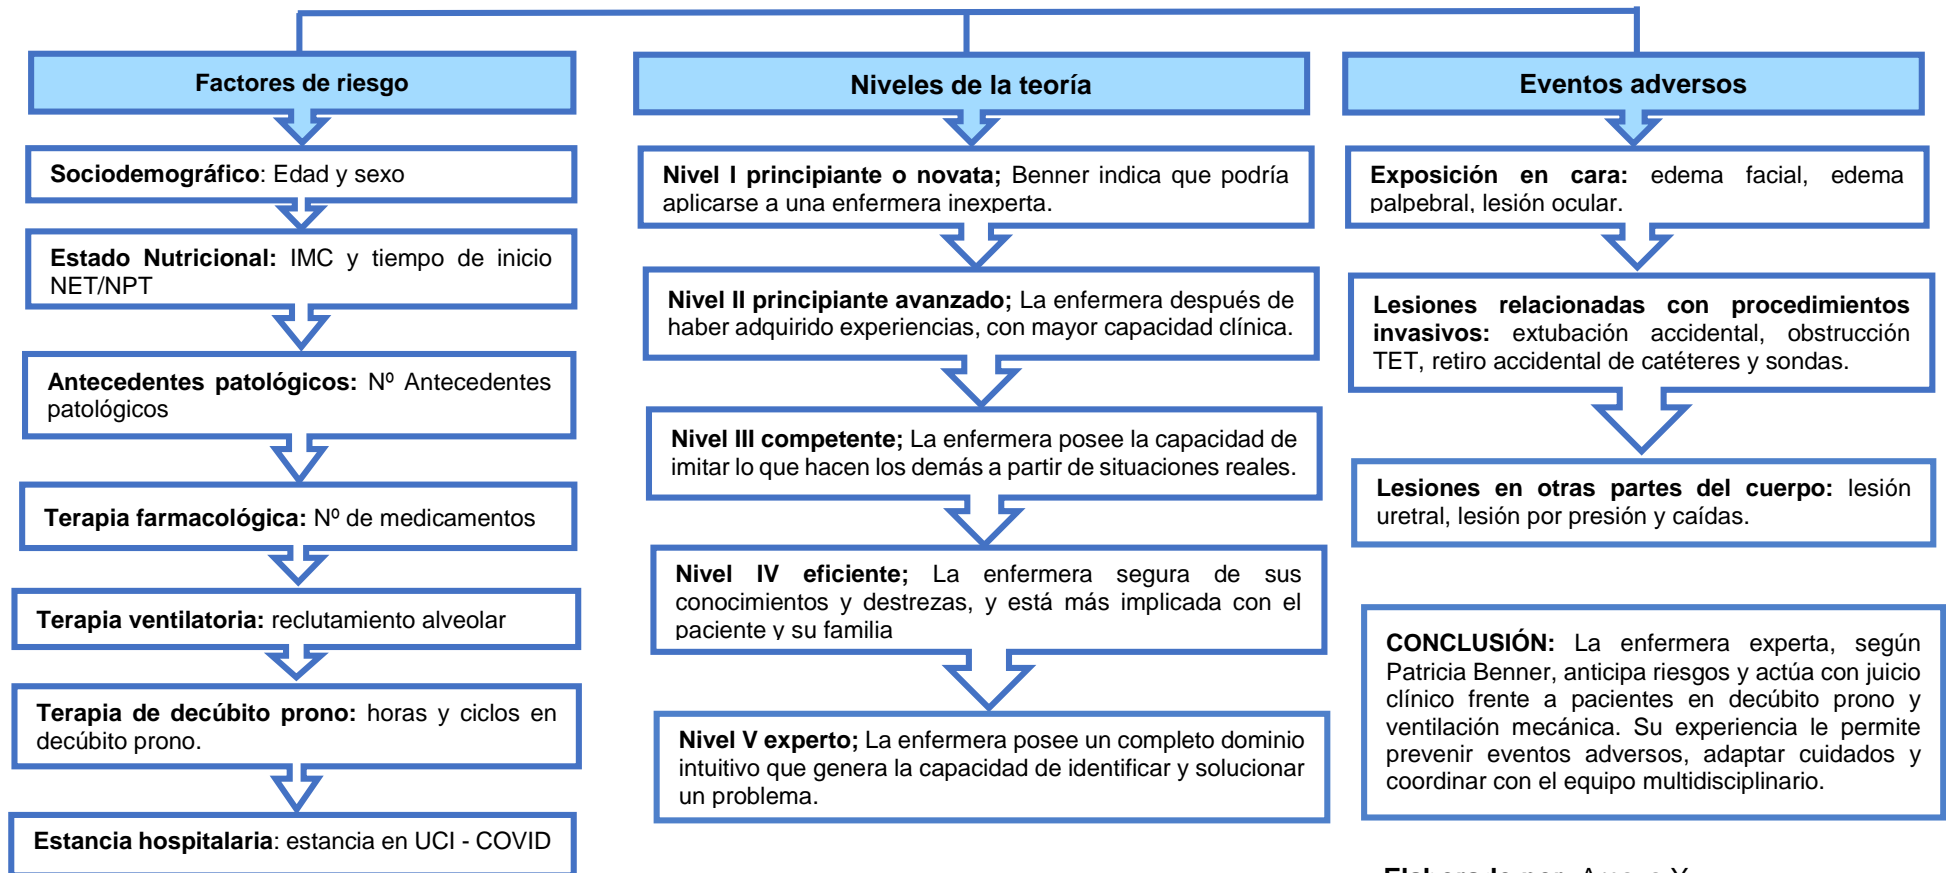 Factores de riesgo
Sociodemográfico: Edad y sexo
Estado Nutricional: IMC y tiempo de inicio
NET/NPT
Antecedentes patológicos: Nº Antecedentes
patológicos
Terapia farmacológica: Nº de medicamentos
Terapia ventilatoria: reclutamiento alveolar
Terapia de decúbito prono: horas y ciclos en
decúbito prono.
Estancia hospitalaria: estancia en UCI - COVID
Niveles de la teoría
Nivel I principiante o novata; Benner indica que podría
aplicarse a una enfermera inexperta.
Nivel II principiante avanzado; La enfermera después de
haber adquirido experiencias, con mayor capacidad clínica.
Nivel III competente; La enfermera posee la capacidad de
imitar lo que hacen los demás a partir de situaciones reales.
Nivel IV eficiente; La enfermera segura de sus
conocimientos y destrezas, y está más implicada con el
paciente y su familia
Nivel V experto; La enfermera posee un completo dominio
intuitivo que genera la capacidad de identificar y solucionar
un problema.
Eventos adversos
Exposición en cara: edema facial, edema
palpebral, lesión ocular.
Lesiones relacionadas con procedimientos
invasivos: extubación accidental, obstrucción
TET, retiro accidental de catéteres y sondas.
Lesiones en otras partes del cuerpo: lesión
uretral, lesión por presión y caídas.
CONCLUSIÓN: La enfermera experta, según
Patricia Benner, anticipa riesgos y actúa con juicio
clínico frente a pacientes en decúbito prono y
ventilación mecánica. Su experiencia le permite
prevenir eventos adversos, adaptar cuidados y
coordinar con el equipo multidisciplinario.